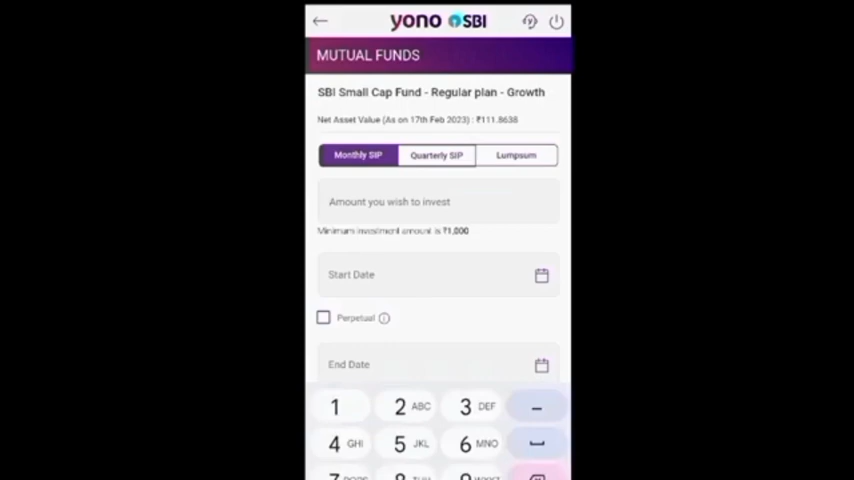 yono SBI
MUTUAL FUNDS
SBI Small Cap Fund - Regular plan - Growth
Net Asset Value (As on 17th Feb 2023) : ₹111.8638
Monthly SIP Quarterly SIP Lumpsum
Amount you wish to invest
Minimum investment amount is ₹1,000
Start Date
Perpetual
End Date
1 2 ABC 3 DEF
4 GHI 5 JKL 6 MNO